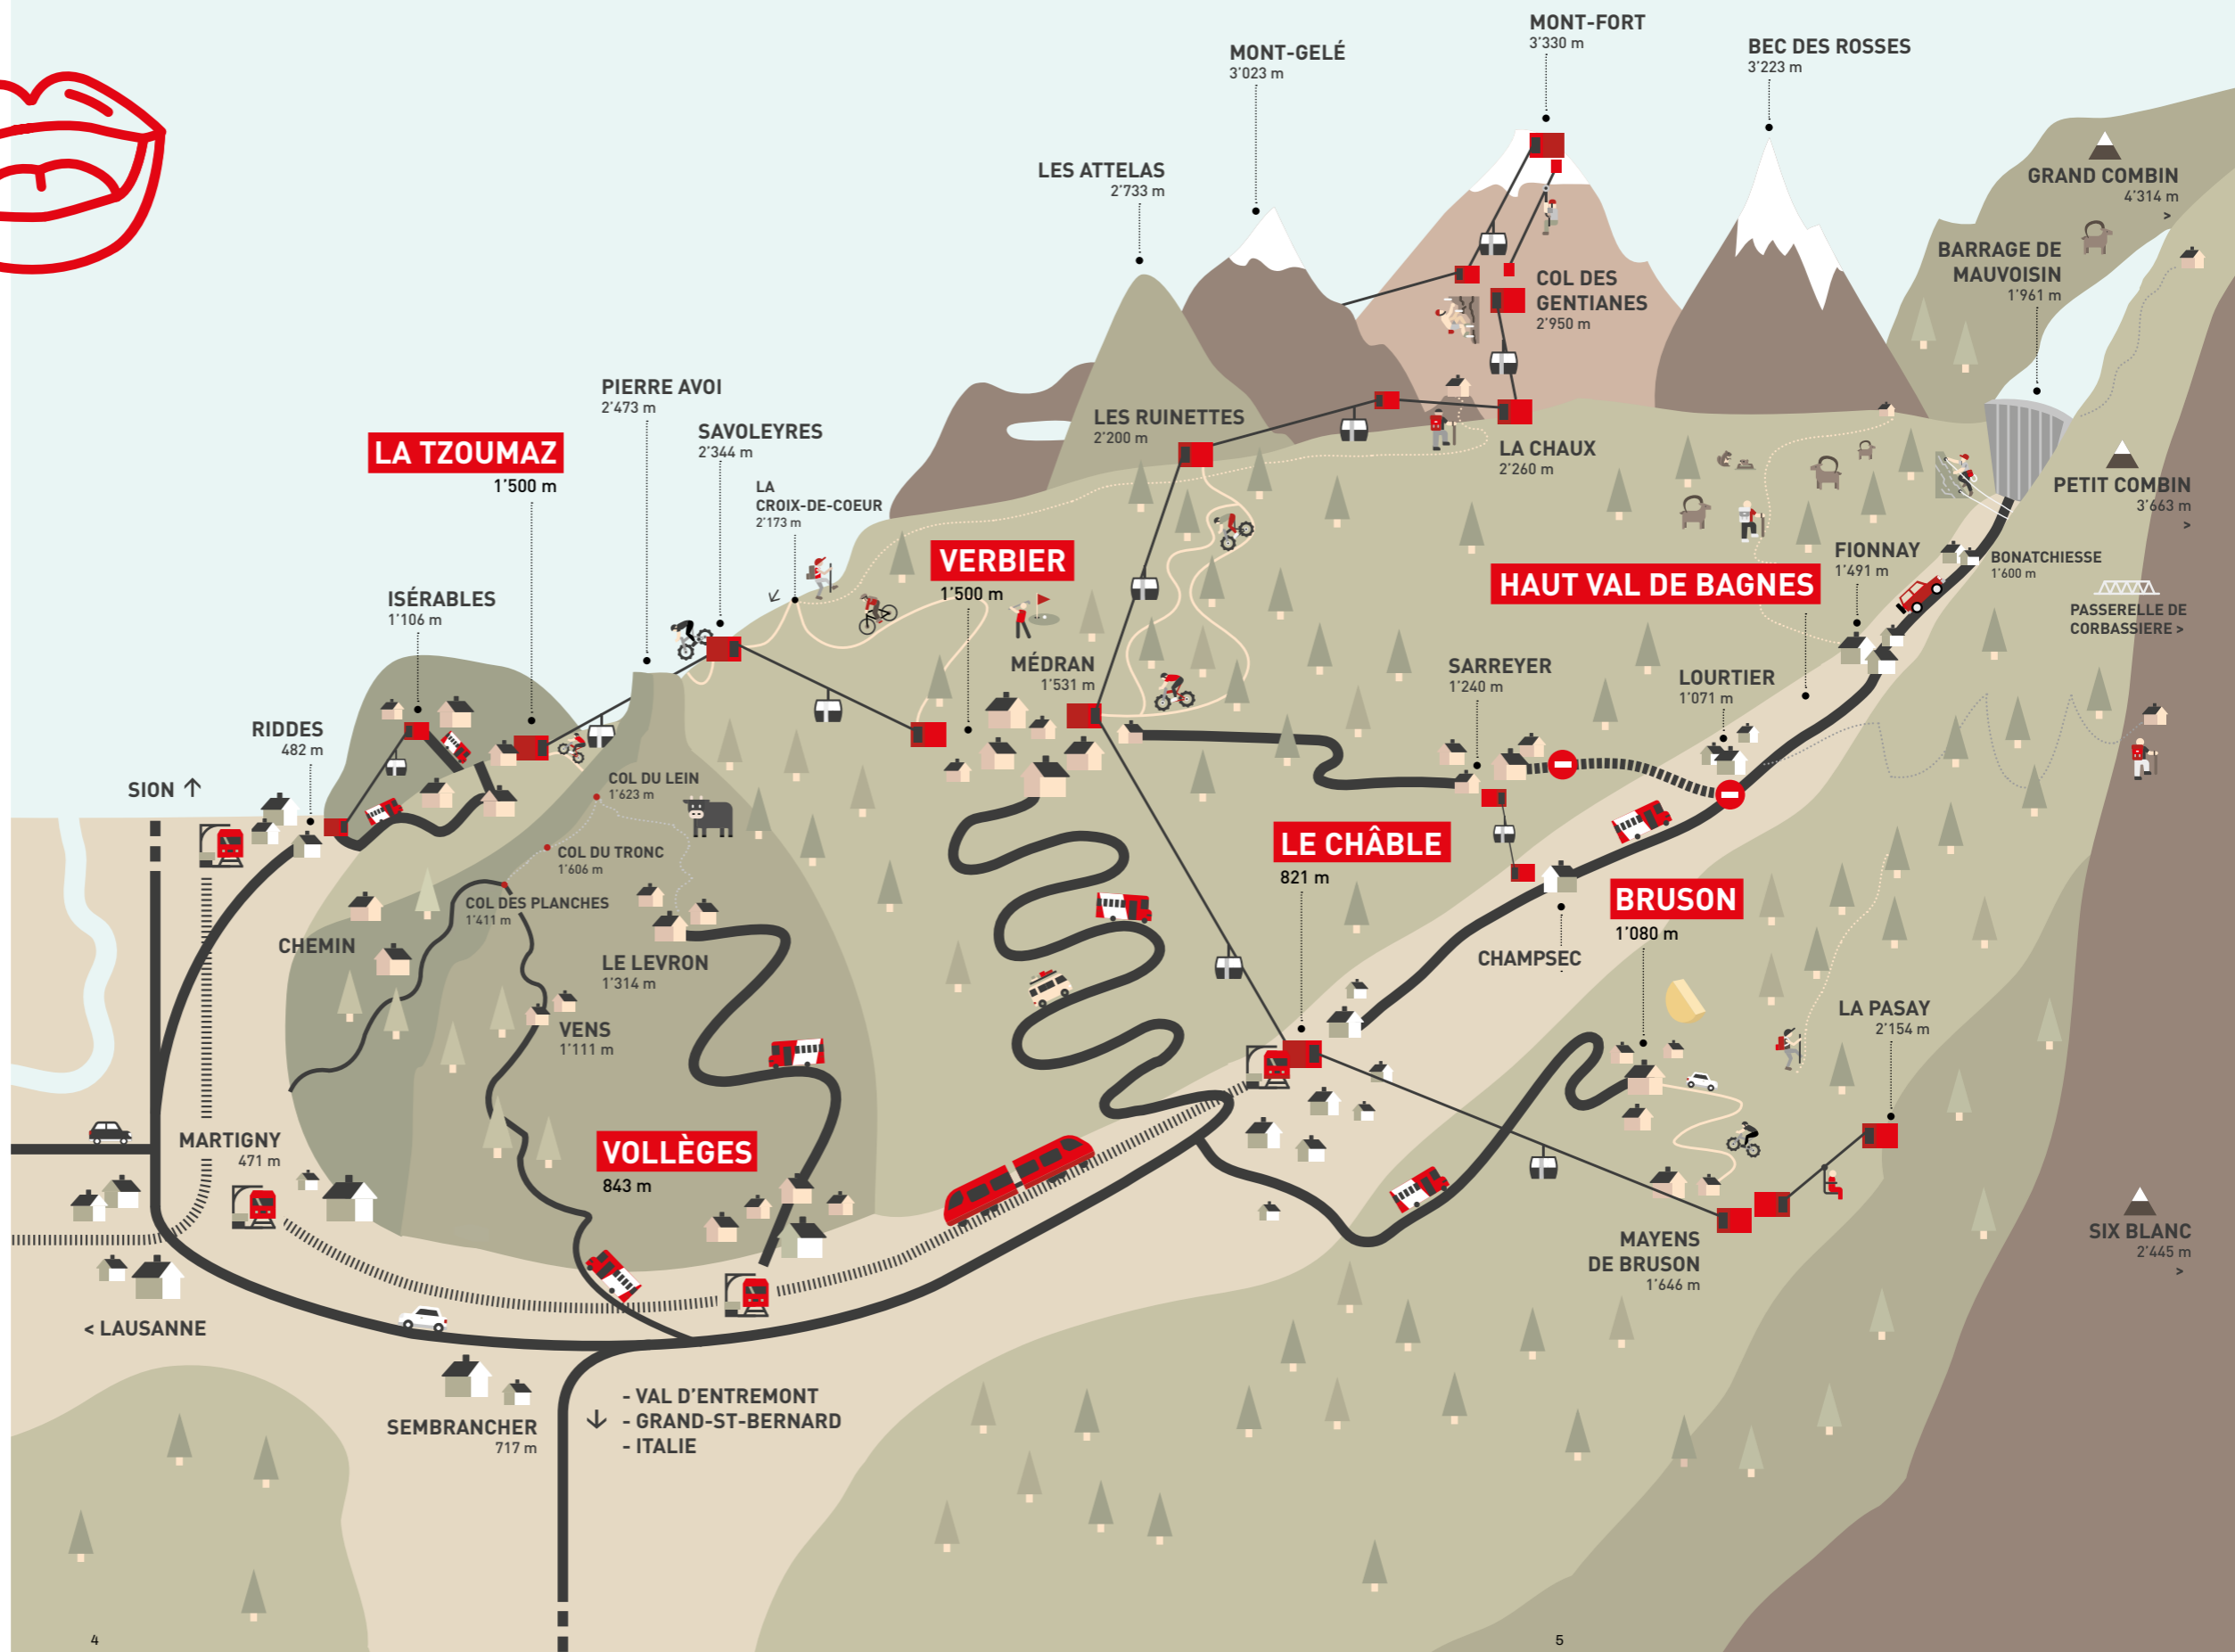 MONT-FORT
3'330 m
MONT-GELÉ
3'023 m
BEC DES ROSSES
3'223 m
LES ATTELAS
2'733 m
GRAND COMBIN
4'314 m
>
BARRAGE DE
MAUVOISIN
1'961 m
COL DES
GENTIANES
2'950 m
PIERRE AVOI
2'473 m
SAVOLEYRES
2'344 m
LA TZOUMAZ
1'500 m
LES RUINETTES
2'200 m
LA CHAUX
2'260 m
LA
CROIX-DE-COEUR
2'173 m
PETIT COMBIN
3'663 m
>
VERBIER
1'500 m
HAUT VAL DE BAGNES
FIONNAY
1'491 m
BONATCHIESSE
1'600 m
PASSERELLE DE
CORBASSIERE >
ISÉRABLES
1'106 m
MÉDRAN
1'531 m
SARREYER
1'240 m
LOURTIER
1'071 m
RIDDES
482 m
SION ↑
COL DU LEIN
1'623 m
COL DU TRONC
1'606 m
COL DES PLANCHES
1'411 m
LE CHÂBLE
821 m
BRUSON
1'080 m
CHEMIN
LE LEVRON
1'314 m
CHAMPSEC
VENS
1'111 m
LA PASAY
2'154 m
MARTIGNY
471 m
VOLLÈGES
843 m
MAYENS
DE BRUSON
1'646 m
SIX BLANC
2'445 m
>
< LAUSANNE
SEMBRANCHER
717 m
- VAL D'ENTREMONT
↓ - GRAND-ST-BERNARD
- ITALIE
4
5